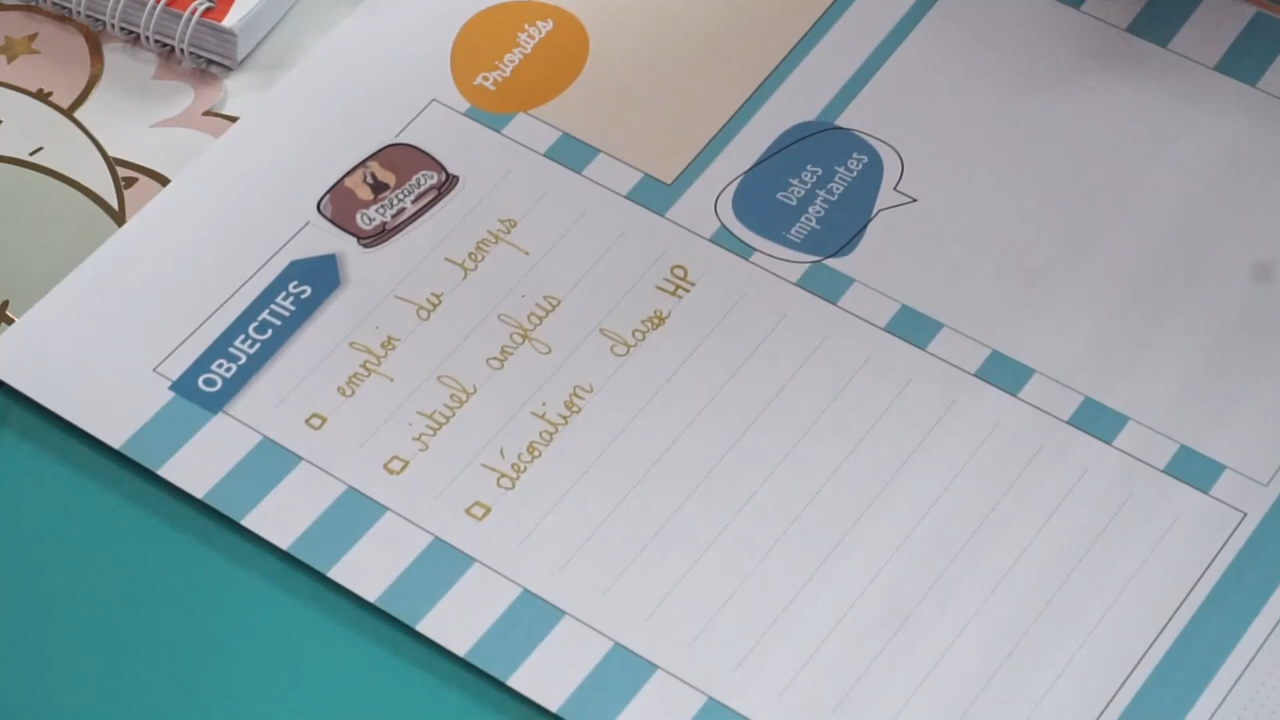 Priorités
Dates
importantes
à préparer
OBJECTIFS
emploi du temps
rituel anglais
décoration classe HP